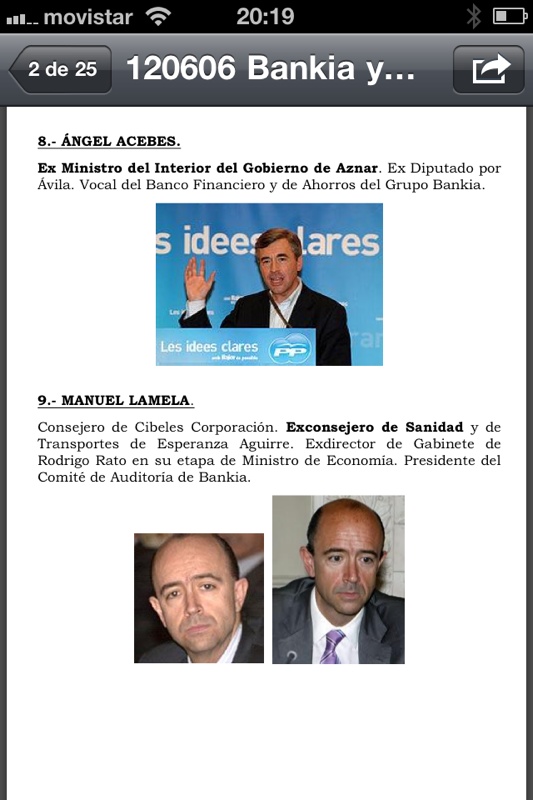 movistar 20:19
2 de 25 120606 Bankia y...
8.- ÁNGEL ACEBES.
Ex Ministro del Interior del Gobierno de Aznar. Ex Diputado por
Ávila. Vocal del Banco Financiero y de Ahorros del Grupo Bankia.
s idees clares
Les idees clares
PP
9.- MANUEL LAMELA.
Consejero de Cibeles Corporación. Exconsejero de Sanidad y de
Transportes de Esperanza Aguirre. Exdirector de Gabinete de
Rodrigo Rato en su etapa de Ministro de Economía. Presidente del
Comité de Auditoría de Bankia.